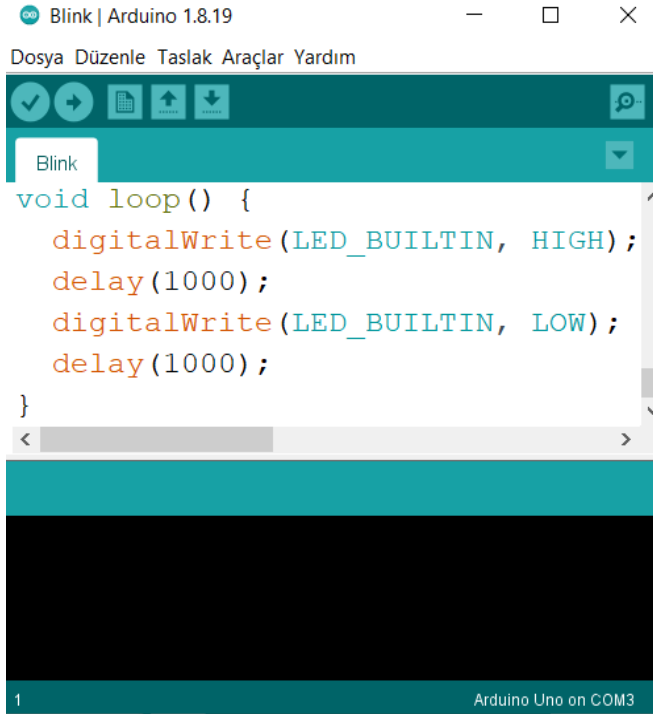 Blink | Arduino 1.8.19
Dosya Düzenle Taslak Araçlar Yardım
Blink
void loop() {
  digitalWrite(LED_BUILTIN, HIGH);
  delay(1000);
  digitalWrite(LED_BUILTIN, LOW);
  delay(1000);
}
1 Arduino Uno on COM3